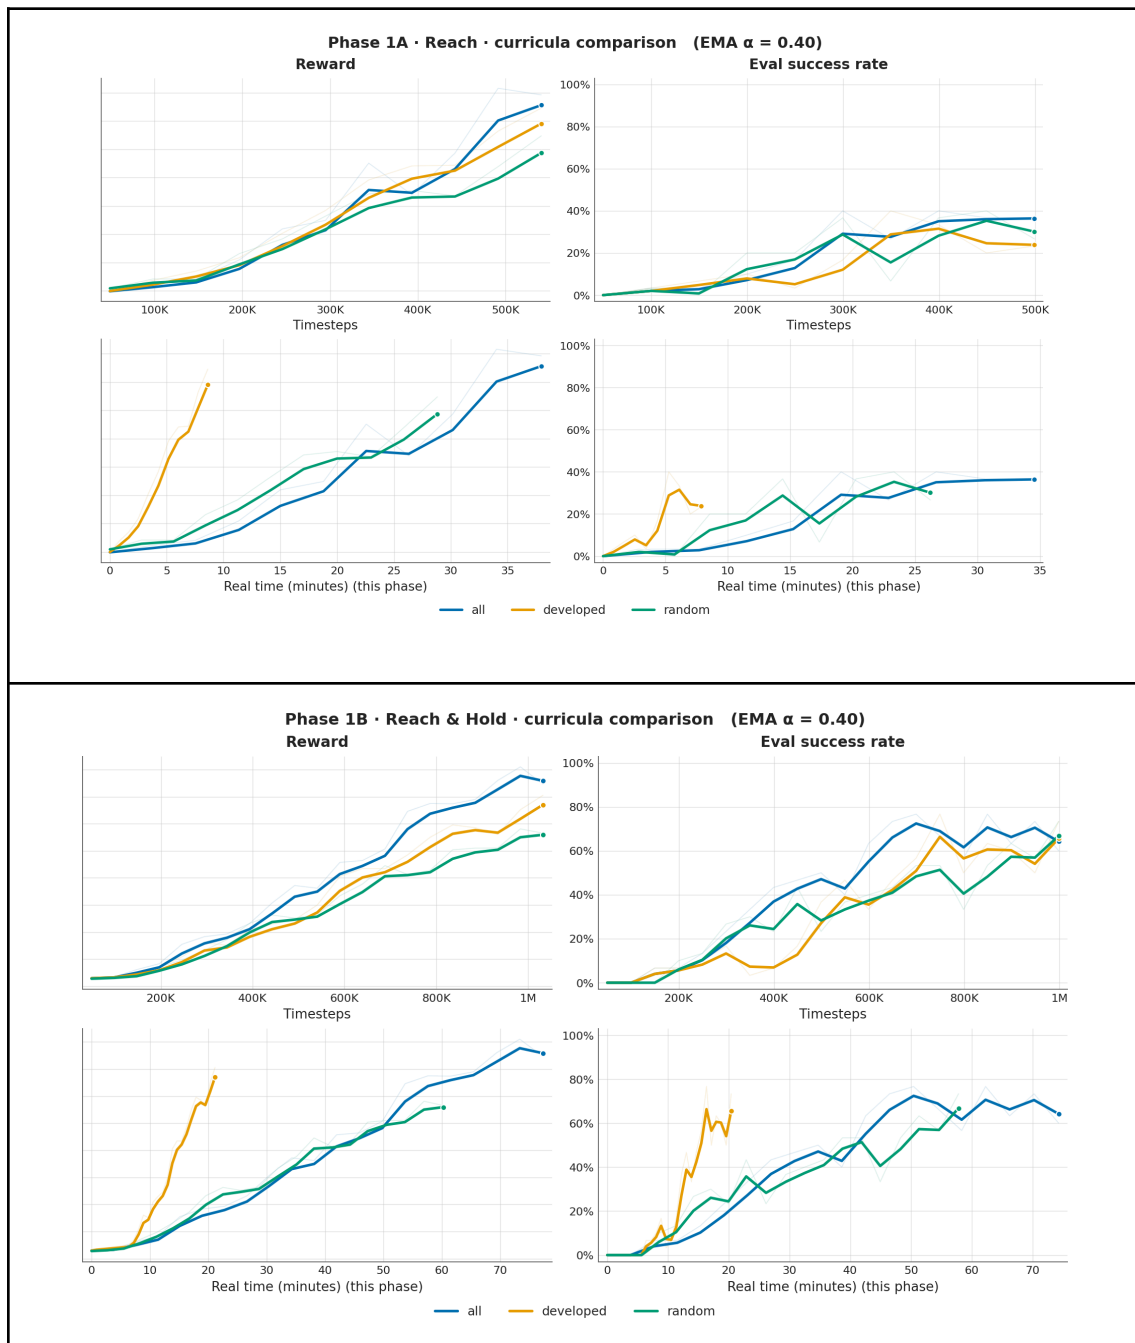 Phase 1A · Reach · curricula comparison   (EMA α = 0.40)
Reward
Eval success rate
100%
80%
60%
40%
20%
0%
100K 200K 300K 400K 500K
100K 200K 300K 400K 500K
Timesteps
Timesteps
100%
80%
60%
40%
20%
0%
0 5 10 15 20 25 30 35
0 5 10 15 20 25 30 35
Real time (minutes) (this phase)
Real time (minutes) (this phase)
all developed random
Phase 1B · Reach & Hold · curricula comparison   (EMA α = 0.40)
Reward
Eval success rate
100%
80%
60%
40%
20%
0%
200K 400K 600K 800K 1M
200K 400K 600K 800K 1M
Timesteps
Timesteps
100%
80%
60%
40%
20%
0%
0 10 20 30 40 50 60 70
0 10 20 30 40 50 60 70
Real time (minutes) (this phase)
Real time (minutes) (this phase)
all developed random